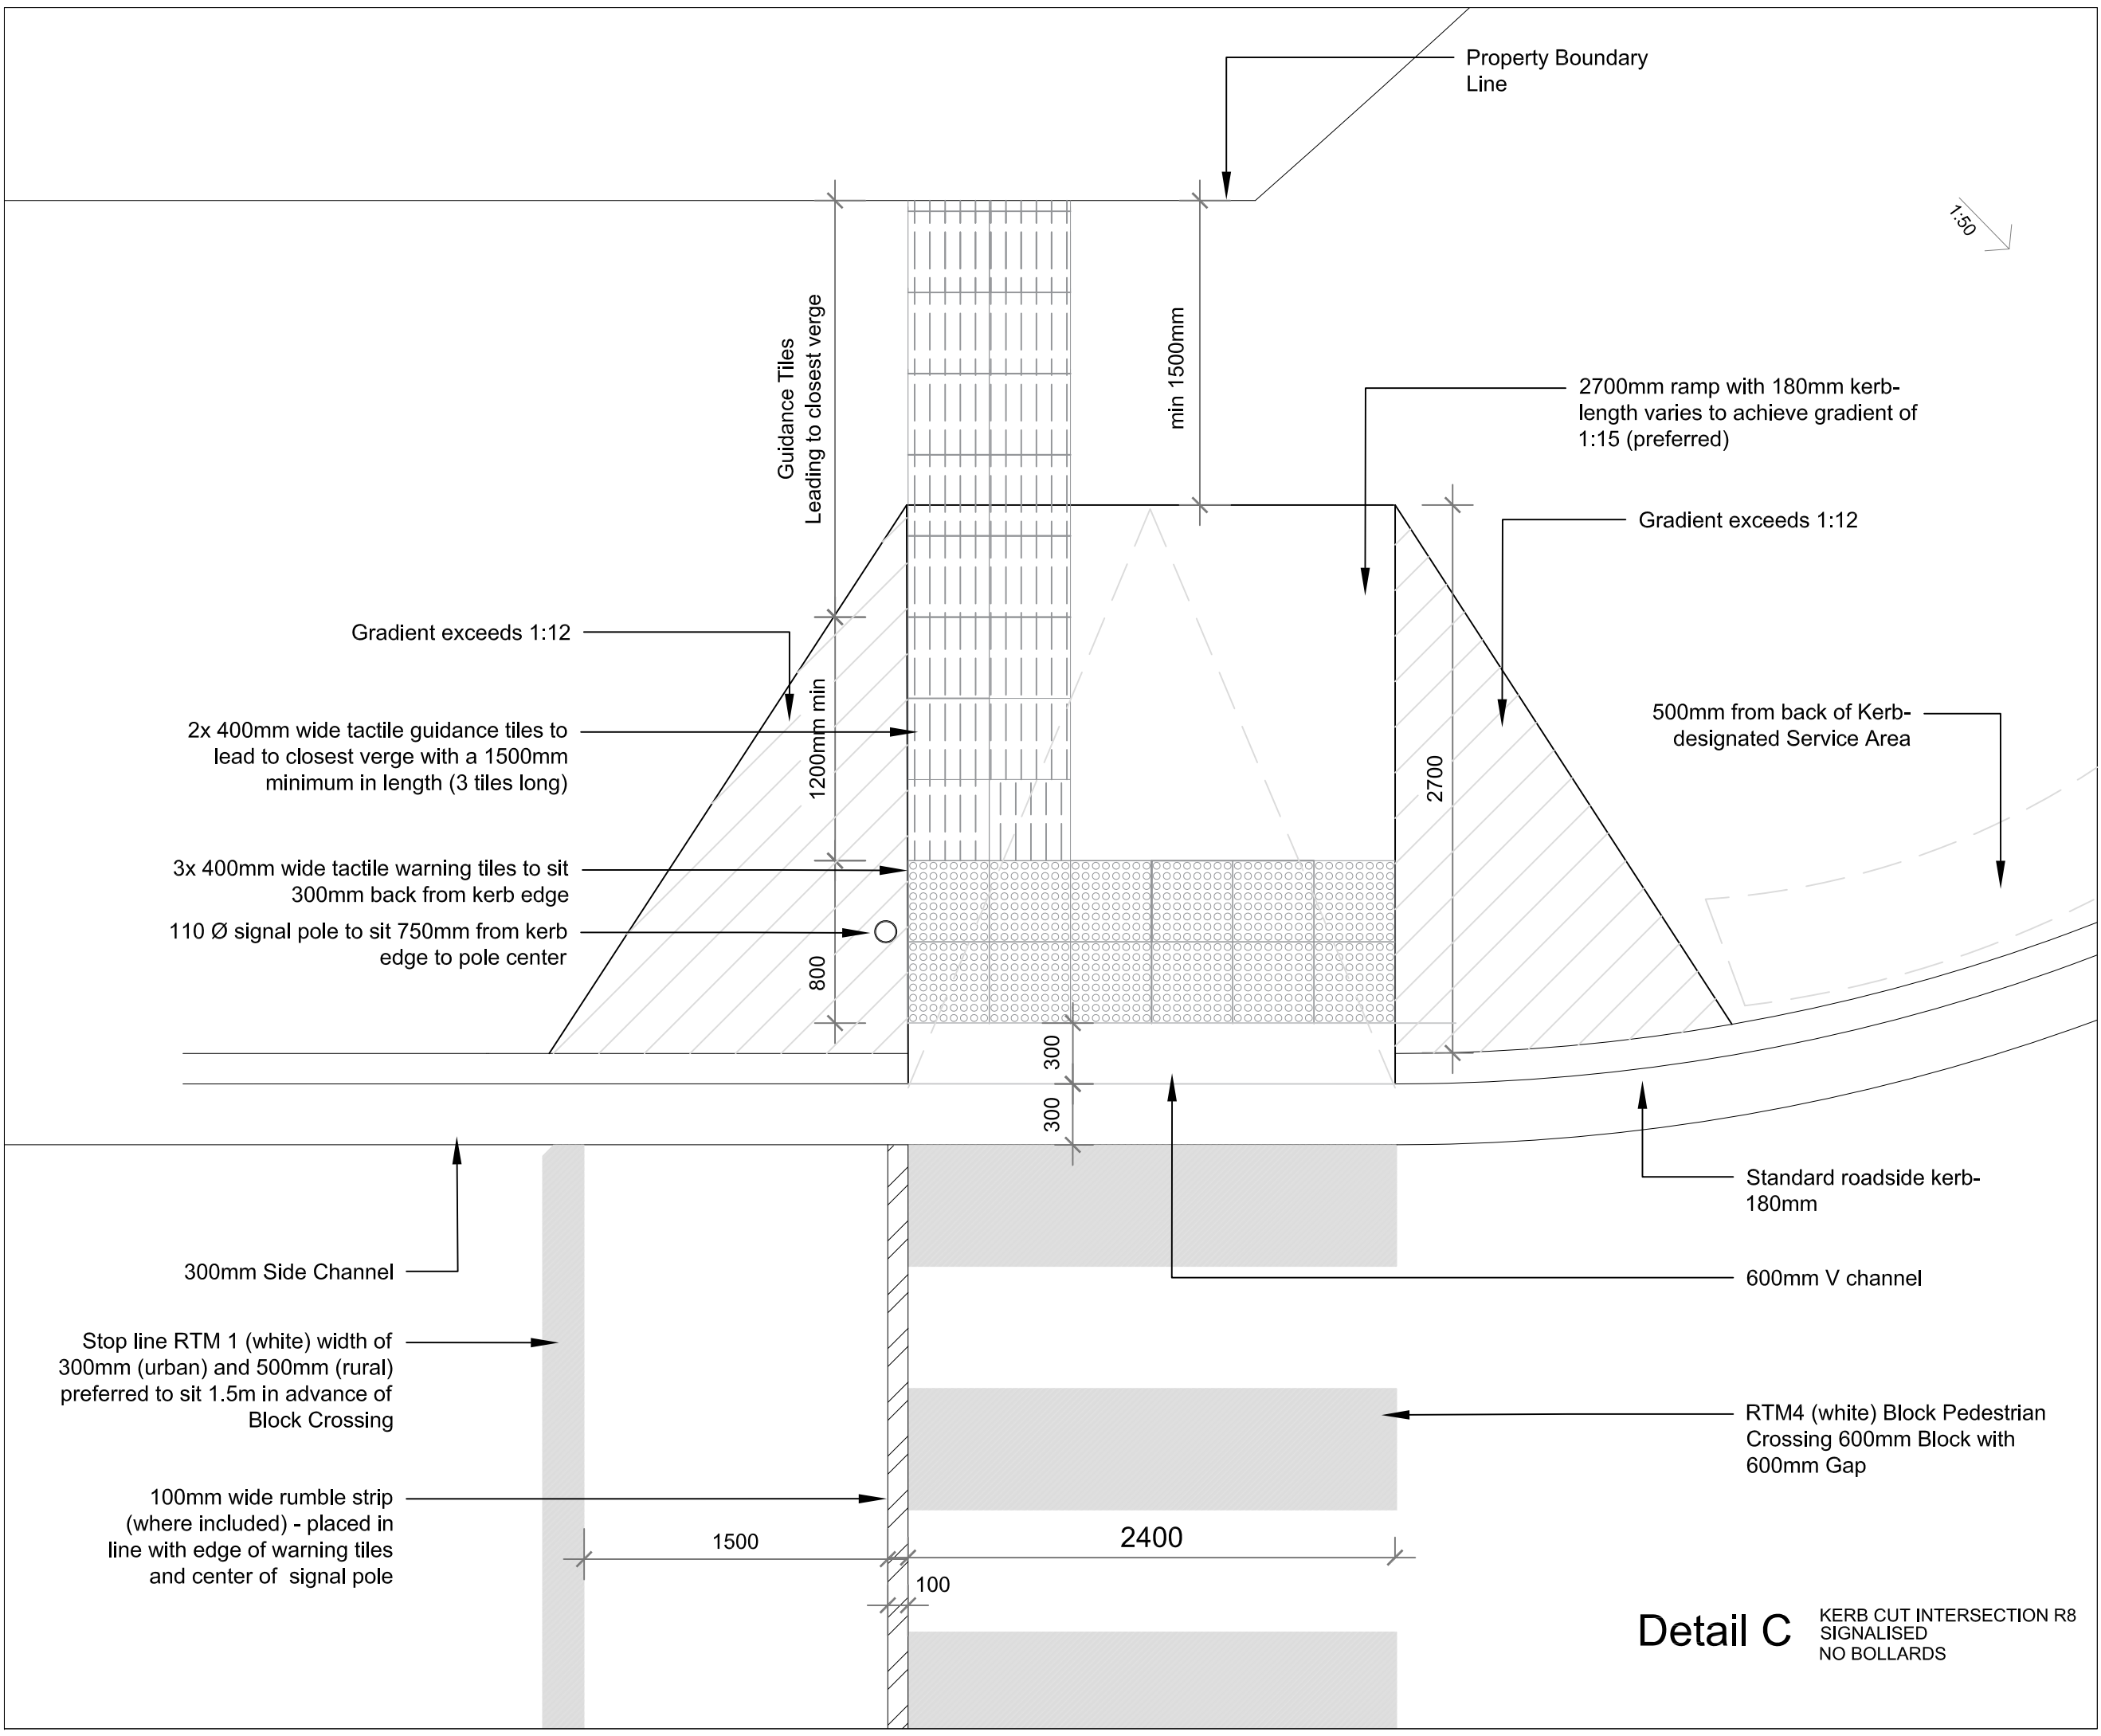 Property Boundary
Line
1:50
Guidance Tiles
Leading to closest verge
min 1500mm
2700mm ramp with 180mm kerb-
length varies to achieve gradient of
1:15 (preferred)
Gradient exceeds 1:12
Gradient exceeds 1:12
1200mm min
2700
500mm from back of Kerb-
designated Service Area
2x 400mm wide tactile guidance tiles to
lead to closest verge with a 1500mm
minimum in length (3 tiles long)
3x 400mm wide tactile warning tiles to sit
300mm back from kerb edge
110 Ø signal pole to sit 750mm from kerb
edge to pole center
800
300
300
Standard roadside kerb-
180mm
300mm Side Channel
600mm V channel
Stop line RTM 1 (white) width of
300mm (urban) and 500mm (rural)
preferred to sit 1.5m in advance of
Block Crossing
RTM4 (white) Block Pedestrian
Crossing 600mm Block with
600mm Gap
100mm wide rumble strip
(where included) - placed in
line with edge of warning tiles
and center of signal pole
1500
2400
100
Detail C
KERB CUT INTERSECTION R8
SIGNALISED
NO BOLLARDS